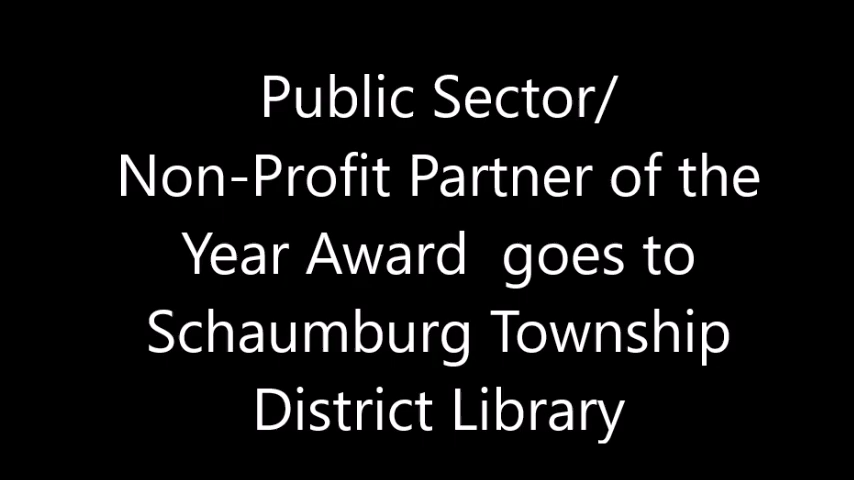 Public Sector/
Non-Profit Partner of the
Year Award  goes to
Schaumburg Township
District Library